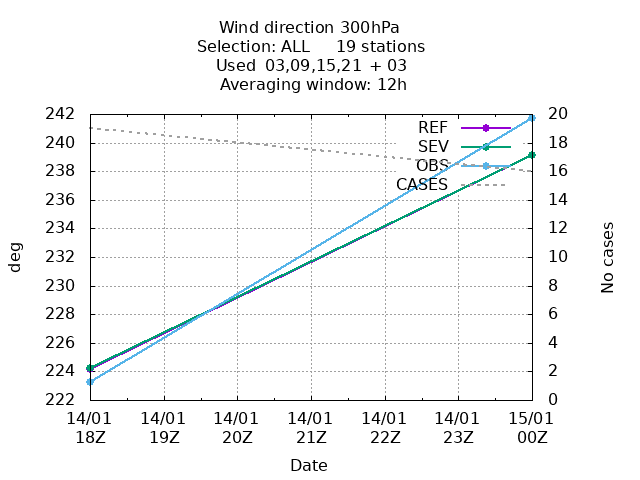 Wind direction 300hPa
Selection: ALL 19 stations
Used 03,09,15,21 + 03
Averaging window: 12h
242 20
REF
240 18
SEV
OBS
238 16
CASES
236 14
234 12
232 10
230 8
228 6
226 4
224 2
222 0
deg
No cases
14/01 14/01 14/01 14/01 14/01 14/01 15/01
18Z 19Z 20Z 21Z 22Z 23Z 00Z
Date